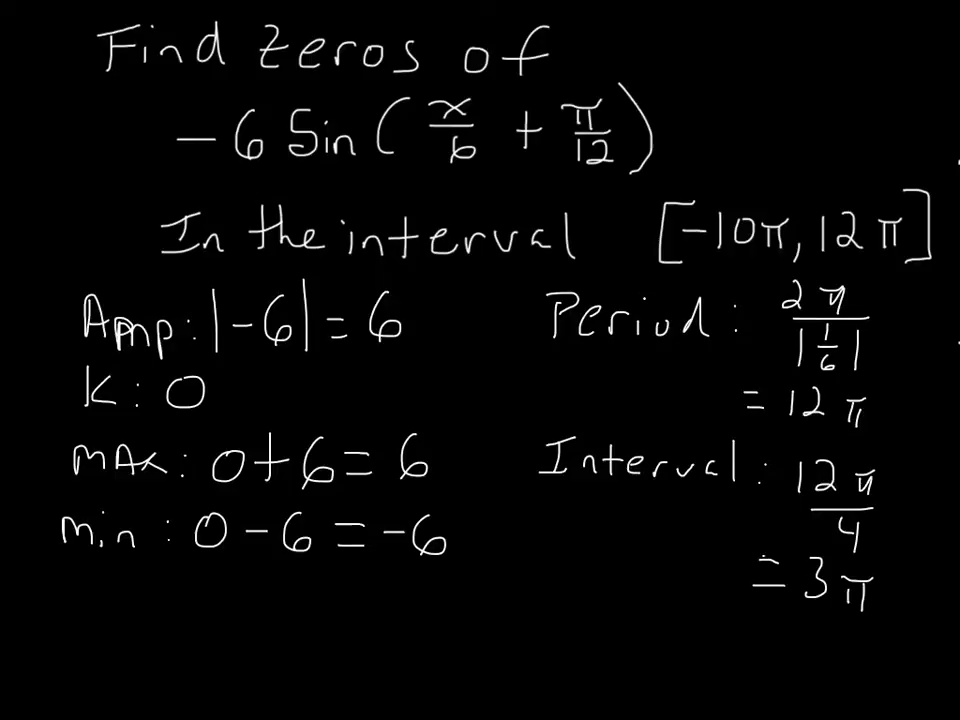 Find zeros of
-6 Sin(x/6 + π/12)
In the interval [-10π, 12π]
Amp: |-6| = 6
K: 0
MAx: 0+6=6
Min: 0-6=-6
Period: 2π/|1/6|
= 12π
Interval: 12π/4
= 3π